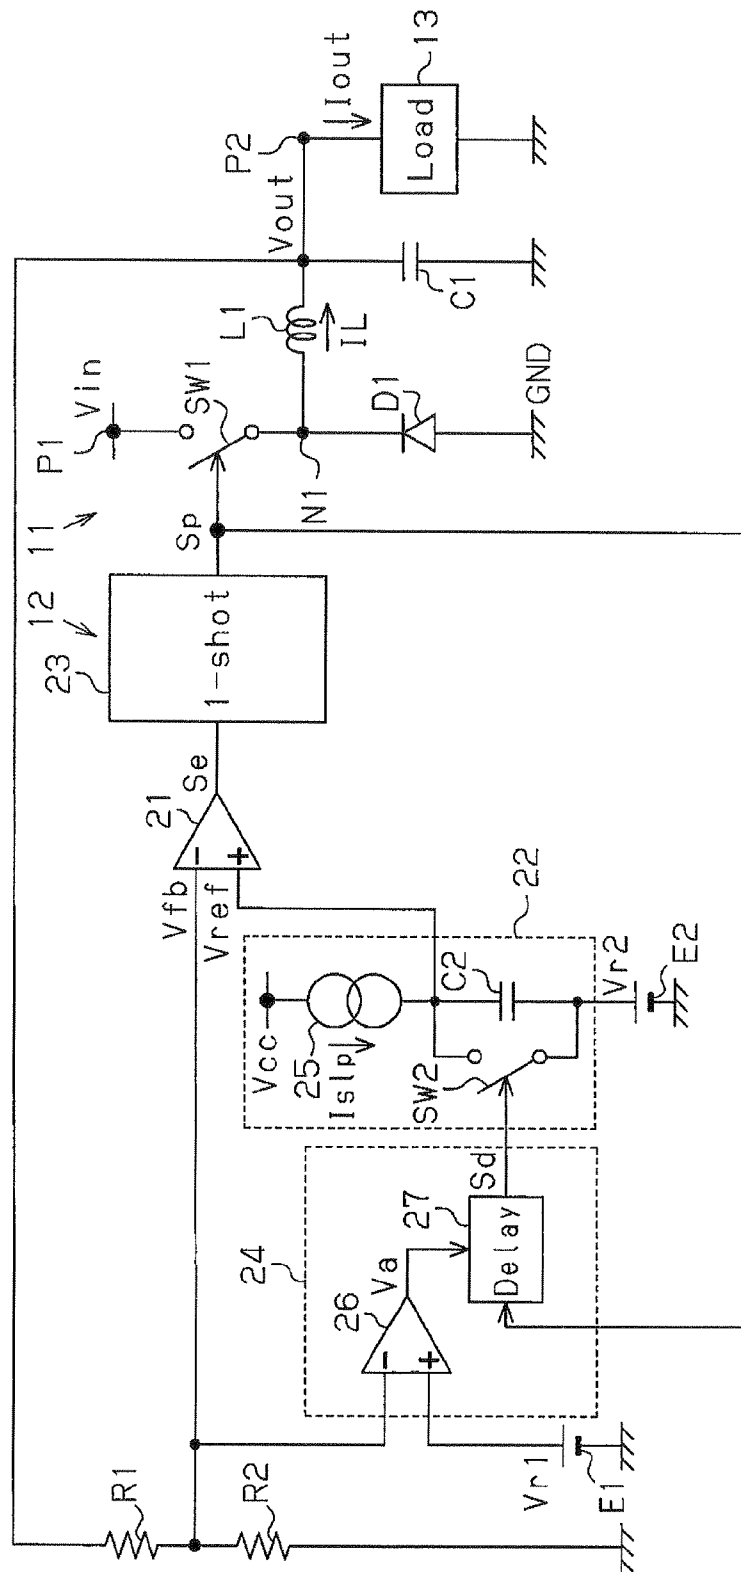 R1
R2
Vr1
E1
24
26
Va
27
Delay
Sd
Vcc
25
Islp
SW2
C2
22
Vr2
E2
Vfb
Vref
21
Se
23
12
11
1-shot
Sp
P1
Vin
SW1
N1
L1
IL
D1
GND
Vout
C1
P2
Iout
Load
13